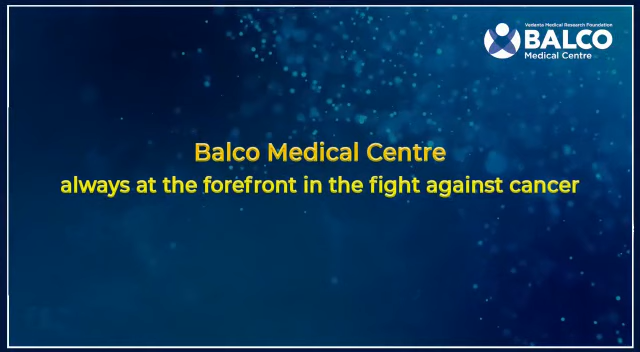 Vedanta Medical Research Foundation
BALCO
Medical Centre
Balco Medical Centre
always at the forefront in the fight against cancer